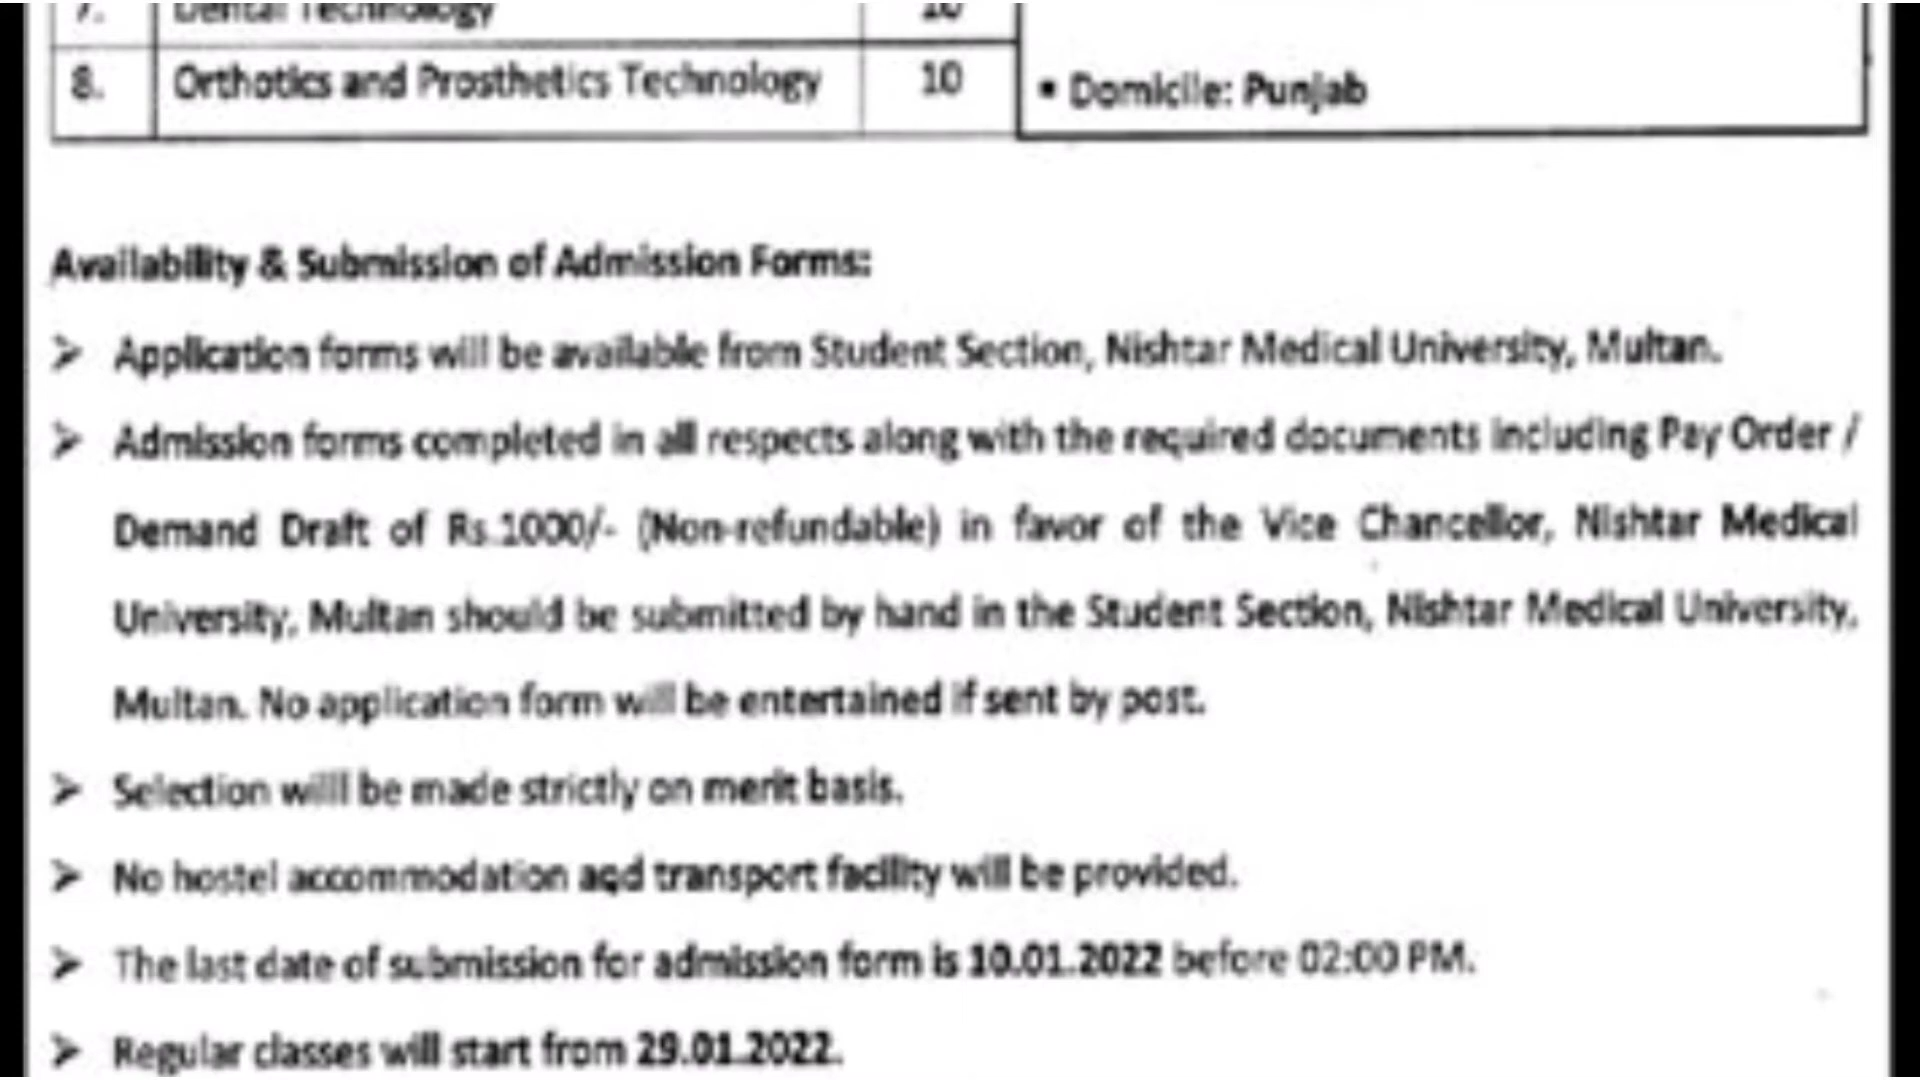 7. Dental Technology 10
8. Orthotics and Prosthetics Technology 10 • Domicile: Punjab
Availability & Submission of Admission Forms:
➢ Application forms will be available from Student Section, Nishtar Medical University, Multan.
➢ Admission forms completed in all respects along with the required documents including Pay Order /
Demand Draft of Rs.1000/- (Non-refundable) in favor of the Vice Chancellor, Nishtar Medical
University, Multan should be submitted by hand in the Student Section, Nishtar Medical University,
Multan. No application form will be entertained if sent by post.
➢ Selection will be made strictly on merit basis.
➢ No hostel accommodation and transport facility will be provided.
➢ The last date of submission for admission form is 10.01.2022 before 02:00 PM.
➢ Regular classes will start from 29.01.2022.